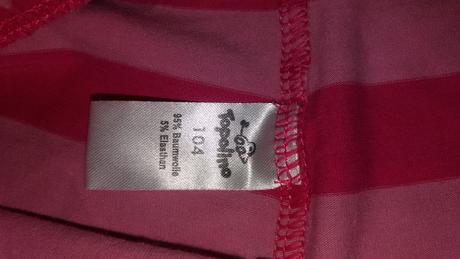 Topolino
104
95% Baumwolle
5% Elasthan